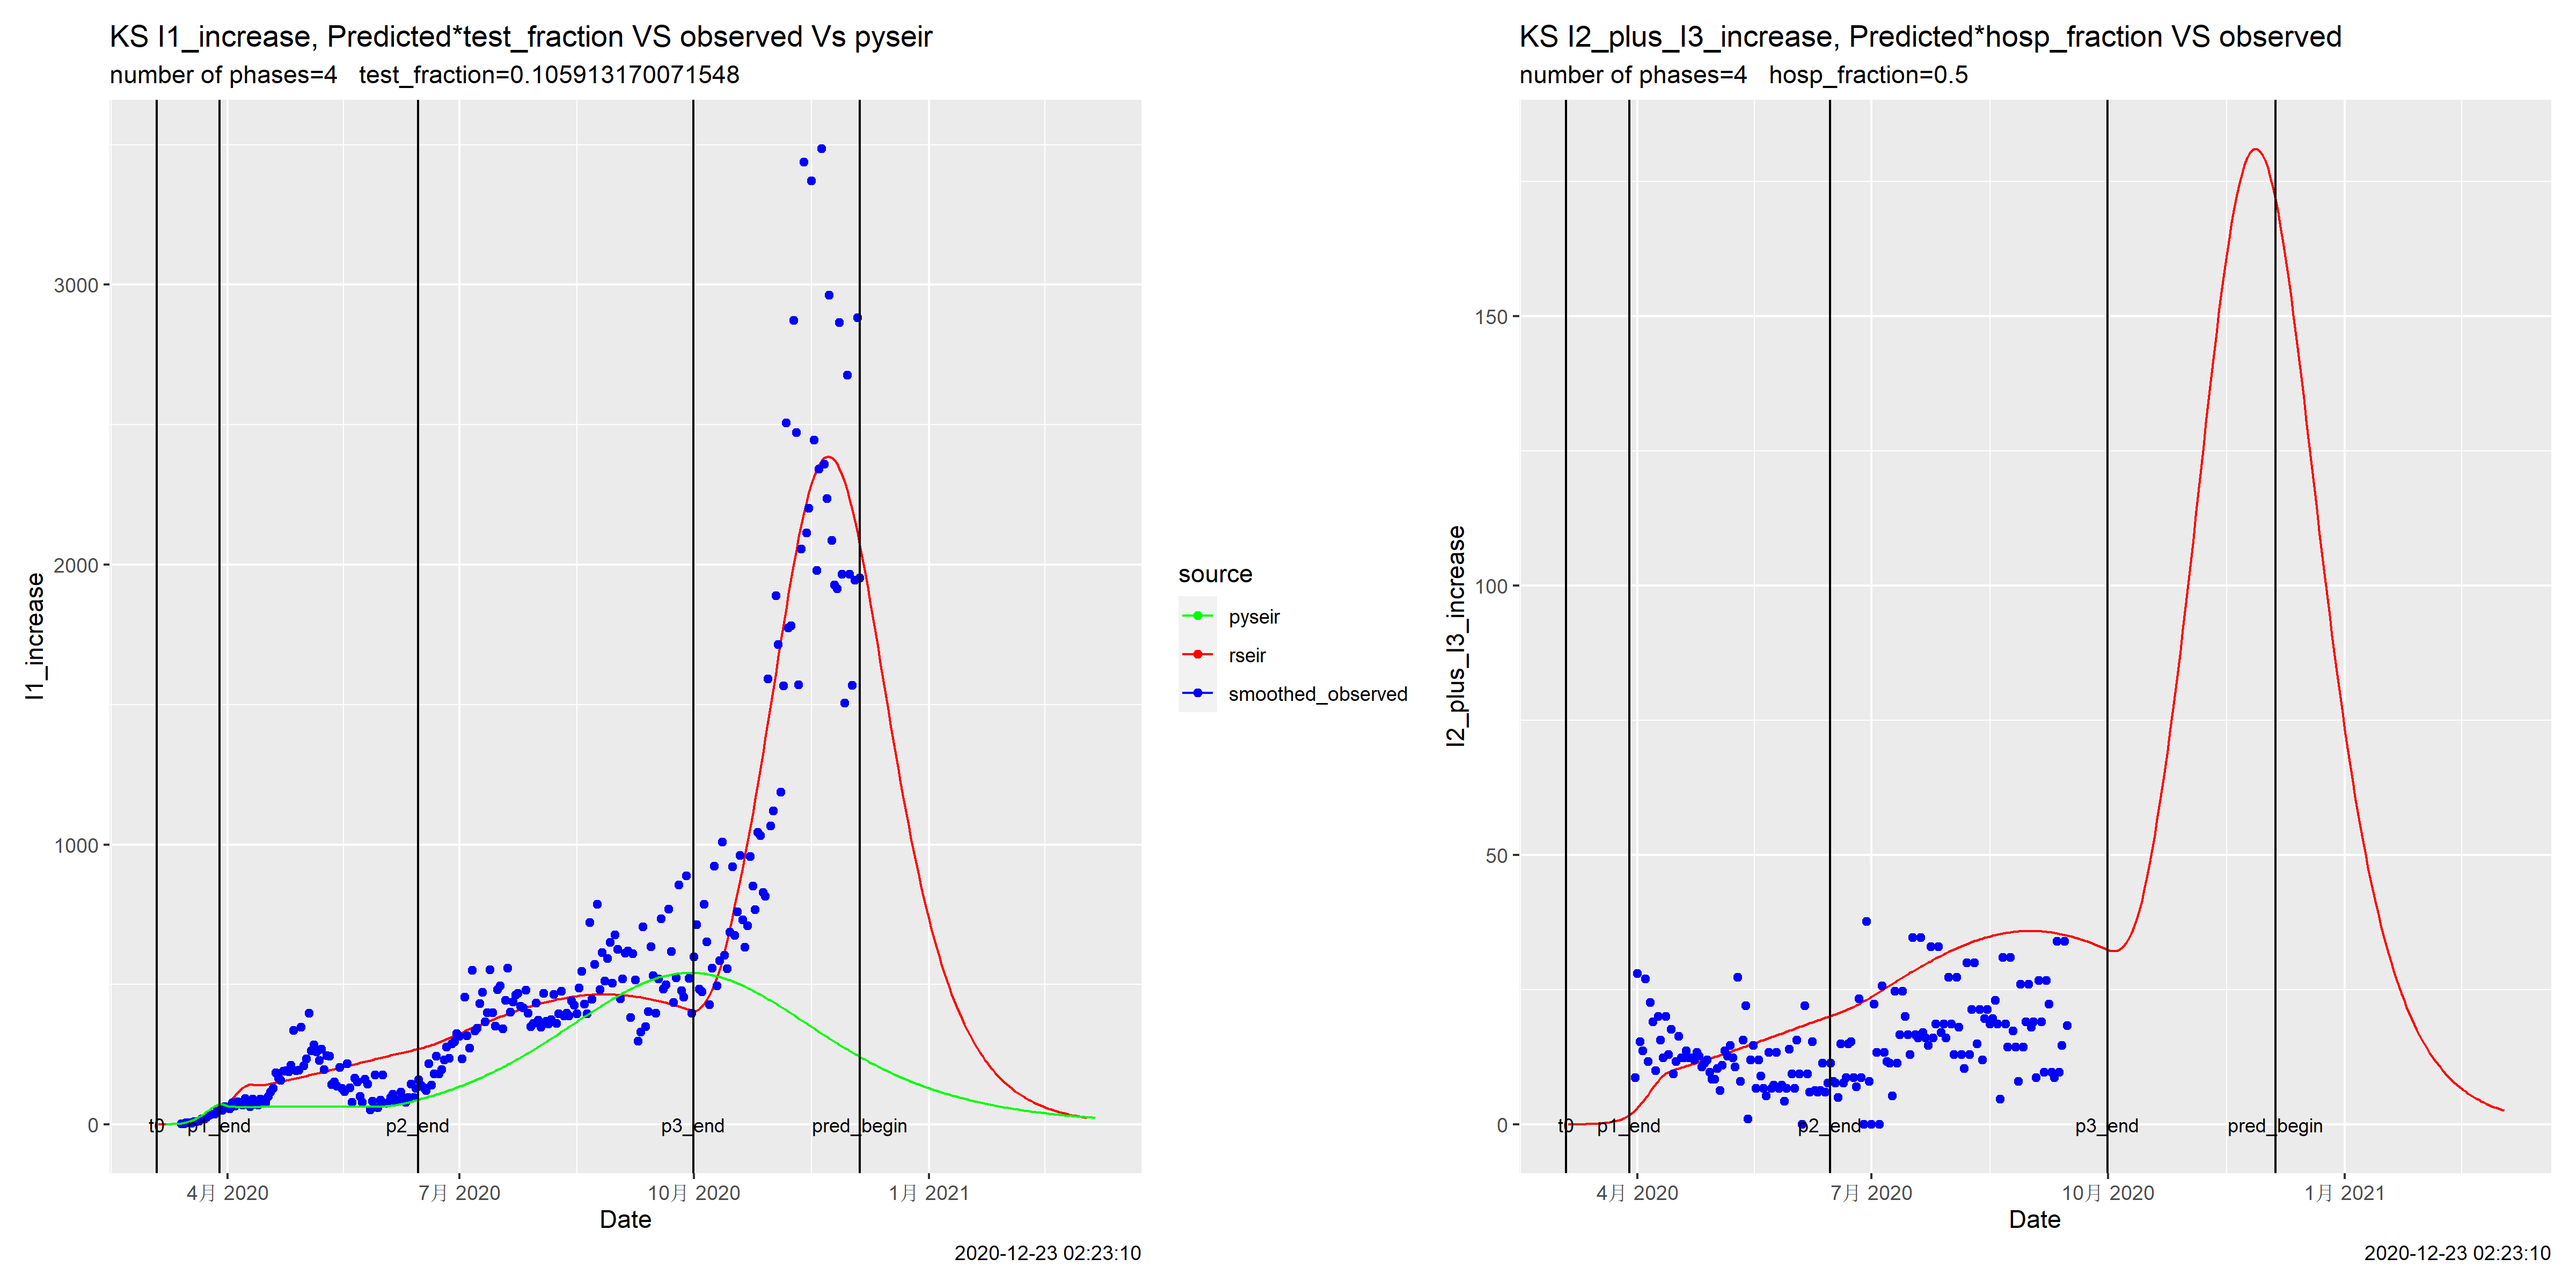 KS I1_increase, Predicted*test_fraction VS observed Vs pyseir
number of phases=4 test_fraction=0.105913170071548
I1_increase
3000
2000
1000
0
t0 p1_end p2_end p3_end pred_begin
4月 2020 7月 2020 10月 2020 1月 2021
Date
2020-12-23 02:23:10
source
pyseir
rseir
smoothed_observed
KS I2_plus_I3_increase, Predicted*hosp_fraction VS observed
number of phases=4 hosp_fraction=0.5
I2_plus_I3_increase
150
100
50
0
t0 p1_end p2_end p3_end pred_begin
4月 2020 7月 2020 10月 2020 1月 2021
Date
2020-12-23 02:23:10